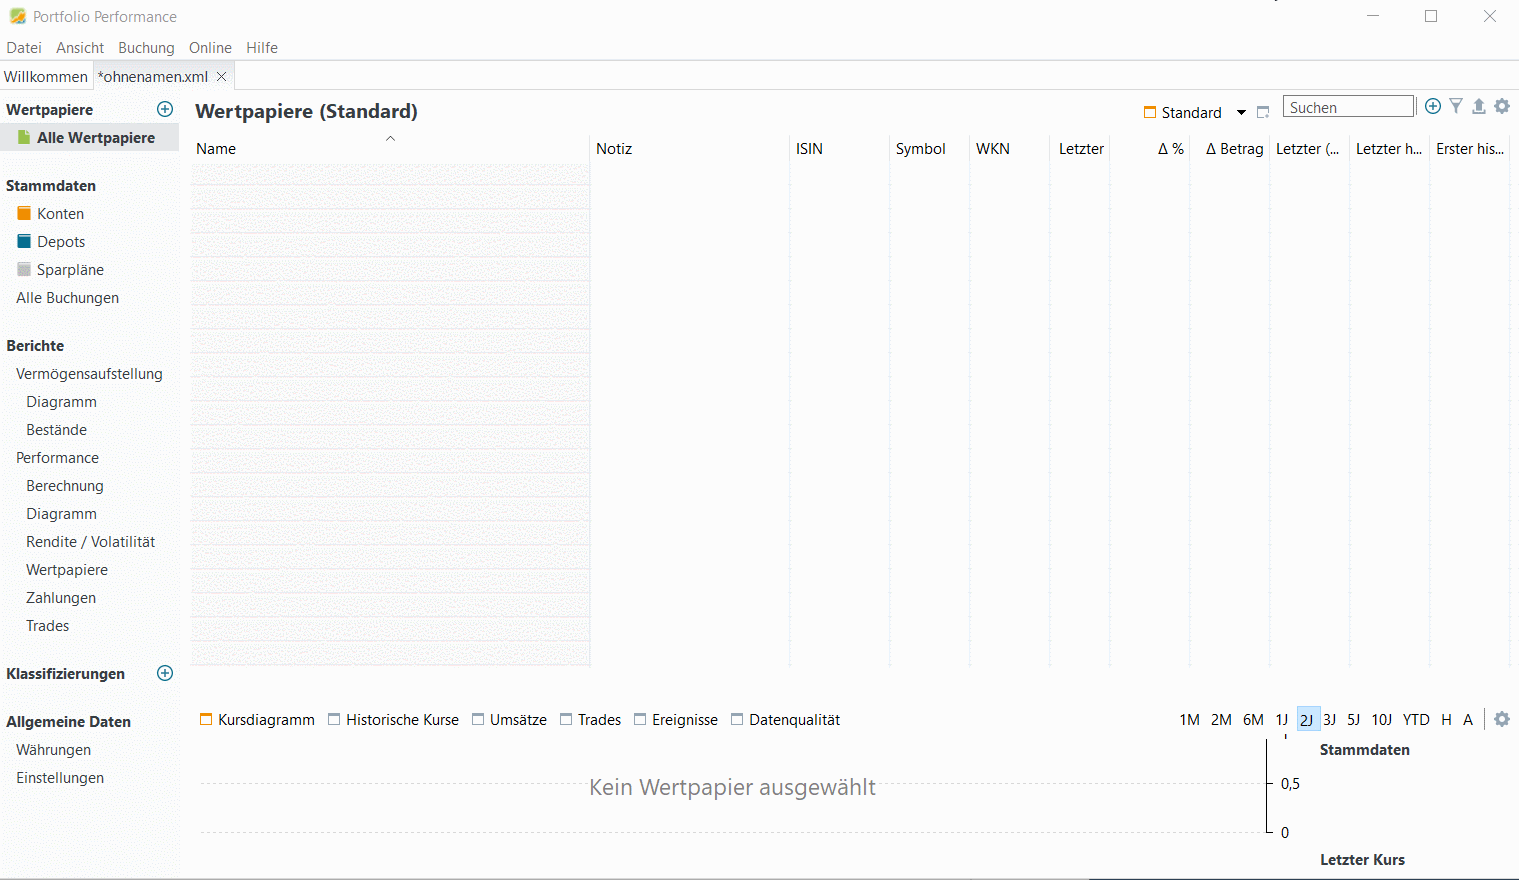 Portfolio Performance
Datei Ansicht Buchung Online Hilfe
Willkommen *ohnenamen.xml
Wertpapiere
Alle Wertpapiere
Stammdaten
Konten
Depots
Sparpläne
Alle Buchungen
Berichte
Vermögensaufstellung
Diagramm
Bestände
Performance
Berechnung
Diagramm
Rendite / Volatilität
Wertpapiere
Zahlungen
Trades
Klassifizierungen
Allgemeine Daten
Währungen
Einstellungen
Wertpapiere (Standard)
Standard Suchen
Name Notiz ISIN Symbol WKN Letzter Δ % Δ Betrag Letzter (... Letzter h... Erster his...
Kursdiagramm Historische Kurse Umsätze Trades Ereignisse Datenqualität
1M 2M 6M 1J 2J 3J 5J 10J YTD H A
Kein Wertpapier ausgewählt
0,5
0
Stammdaten
Letzter Kurs